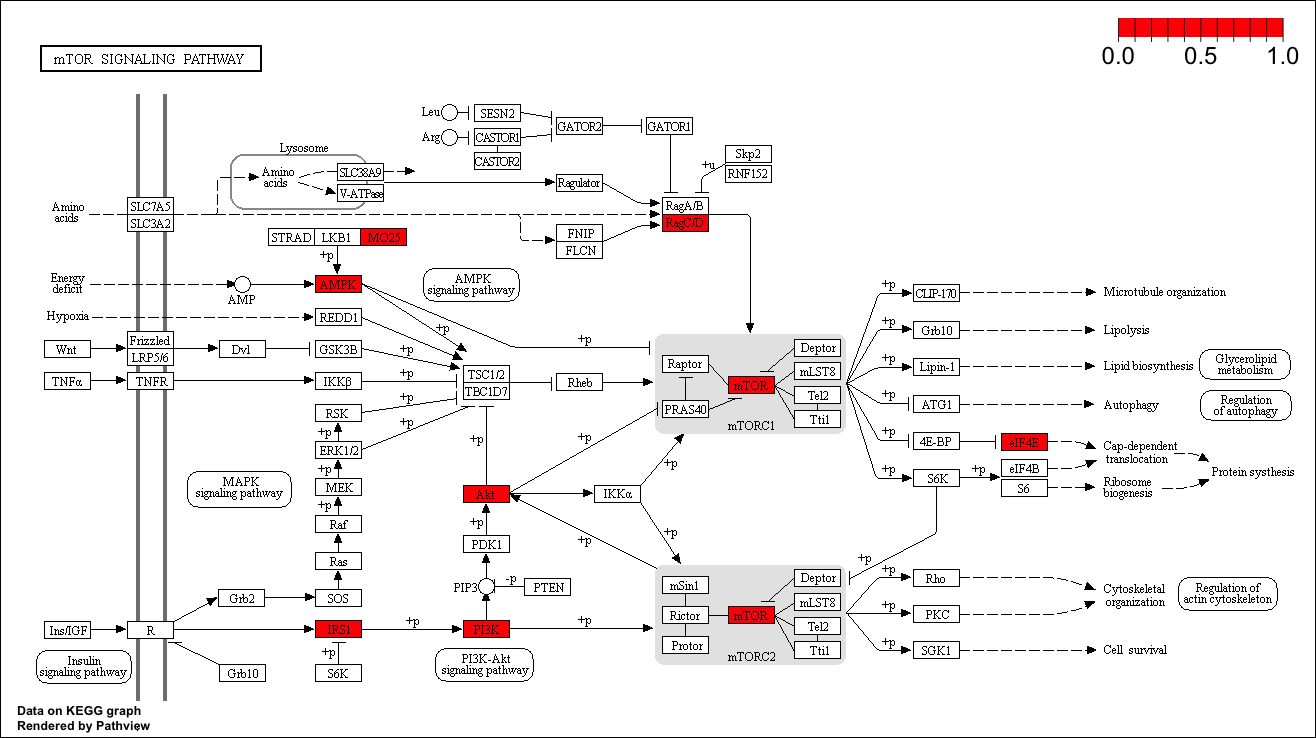 mTOR SIGNALING PATHWAY
0.0 0.5 1.0
Leu
SESN2
GATOR2
GATOR1
Arg
CASTOR1
CASTOR2
Skp2
RNF152
+u
Lysosome
Amino
acids
SLC38A9
V-ATPase
Ragulator
RagA/B
RagC/D
Amino
acids
SLC7A5
SLC3A2
FNIP
FLCN
STRAD
LKB1
MO25
+p
Energy
deficit
AMP
AMPK
AMPK
signaling pathway
Hypoxia
REDD1
+p
Wnt
Frizzled
LRP5/6
Dvl
GSK3B
+p
+p
TNFα
TNFR
IKKβ
+p
TSC1/2
TBC1D7
Rheb
RSK
+p
+p
ERK1/2
+p
+p
MEK
+p
Raf
Ras
MAPK
signaling pathway
Raptor
mTOR
PRAS40
Deptor
mLST8
Tel2
Tti1
mTORC1
+p
CLIP-170
Microtubule organization
+p
Grb10
Lipolysis
+p
Lipin-1
Lipid biosynthesis
Glycerolipid
metabolism
+p
ATG1
Autophagy
Regulation
of autophagy
+p
4E-BP
eIF4E
Cap-dependent
translocation
+p
S6K
+p
eIF4B
S6
Ribosome
biogenesis
Protein systhesis
+p
Akt
+p
IKKα
+p
+p
+p
+p
PDK1
PIP3
-p
PTEN
Grb2
SOS
Ins/IGF
R
IRS1
+p
PI3K
+p
+p
S6K
Grb10
Insulin
signaling pathway
PI3K-Akt
signaling pathway
mSin1
Rictor
Protor
mTOR
Deptor
mLST8
Tel2
Tti1
mTORC2
+p
+p
Rho
+p
PKC
+p
SGK1
Cytoskeletal
organization
Regulation of
actin cytoskeleton
Cell survival
Data on KEGG graph
Rendered by Pathview